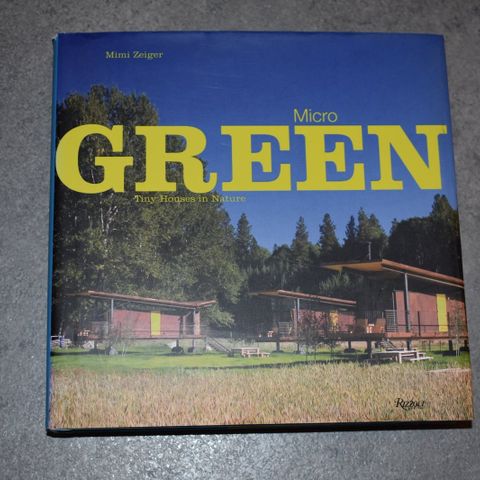 Mimi Zeiger
Micro
GREEN
Tiny Houses in Nature
RIZZOLI